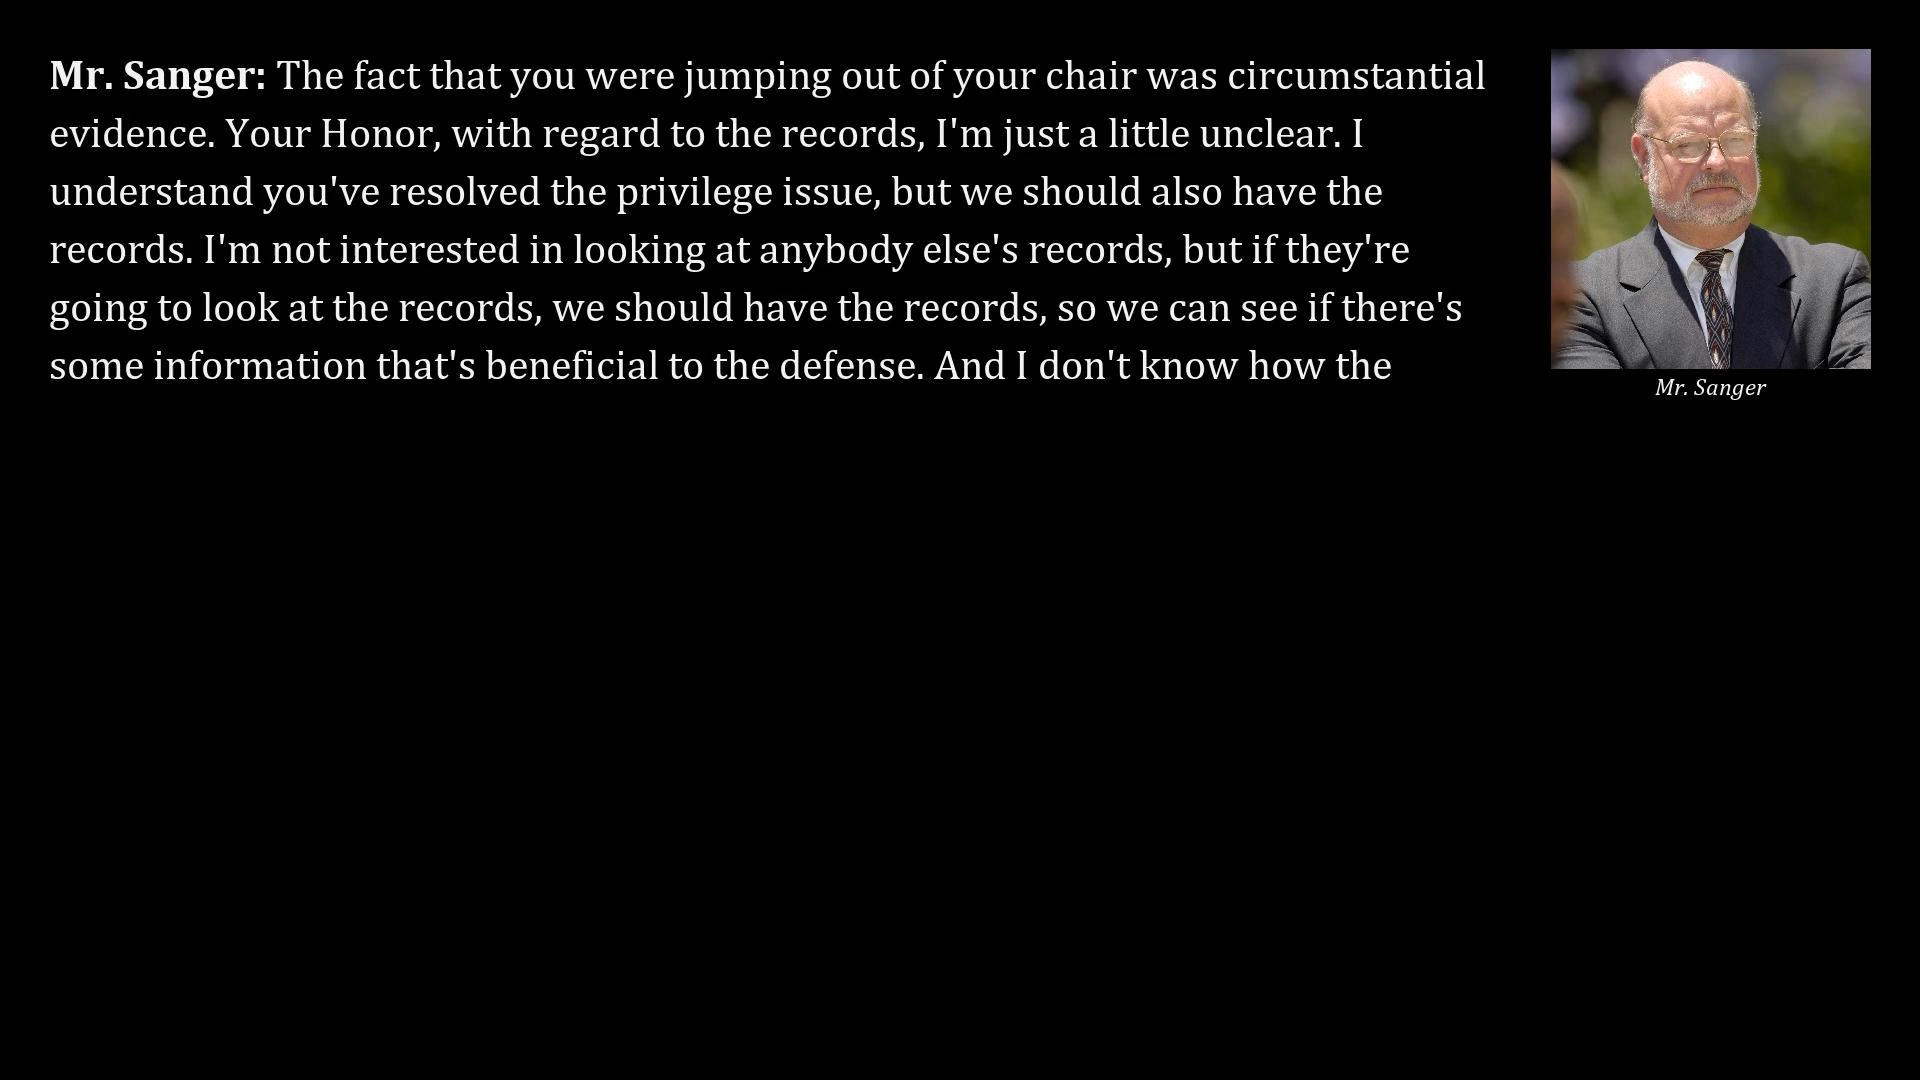 Mr. Sanger: The fact that you were jumping out of your chair was circumstantial
evidence. Your Honor, with regard to the records, I'm just a little unclear. I
understand you've resolved the privilege issue, but we should also have the
records. I'm not interested in looking at anybody else's records, but if they're
going to look at the records, we should have the records, so we can see if there's
some information that's beneficial to the defense. And I don't know how the
Mr. Sanger